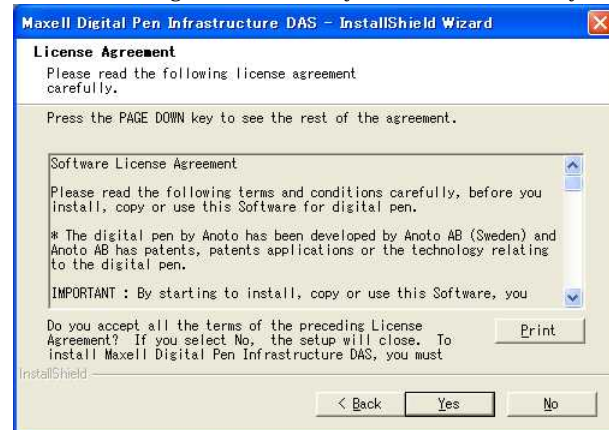 Maxell Digital Pen Infrastructure DAS - InstallShield Wizard
License Agreement
Please read the following license agreement
carefully.
Press the PAGE DOWN key to see the rest of the agreement.
Software License Agreement
Please read the following terms and conditions carefully, before you
install, copy or use this Software for digital pen.
* The digital pen by Anoto has been developed by Anoto AB (Sweden) and
Anoto AB has patents, patents applications or the technology relating
to the digital pen.
IMPORTANT : By starting to install, copy or use this Software, you
Do you accept all the terms of the preceding License
Agreement? If you select No, the setup will close. To
install Maxell Digital Pen Infrastructure DAS, you must
Print
InstallShield
< Back Yes No